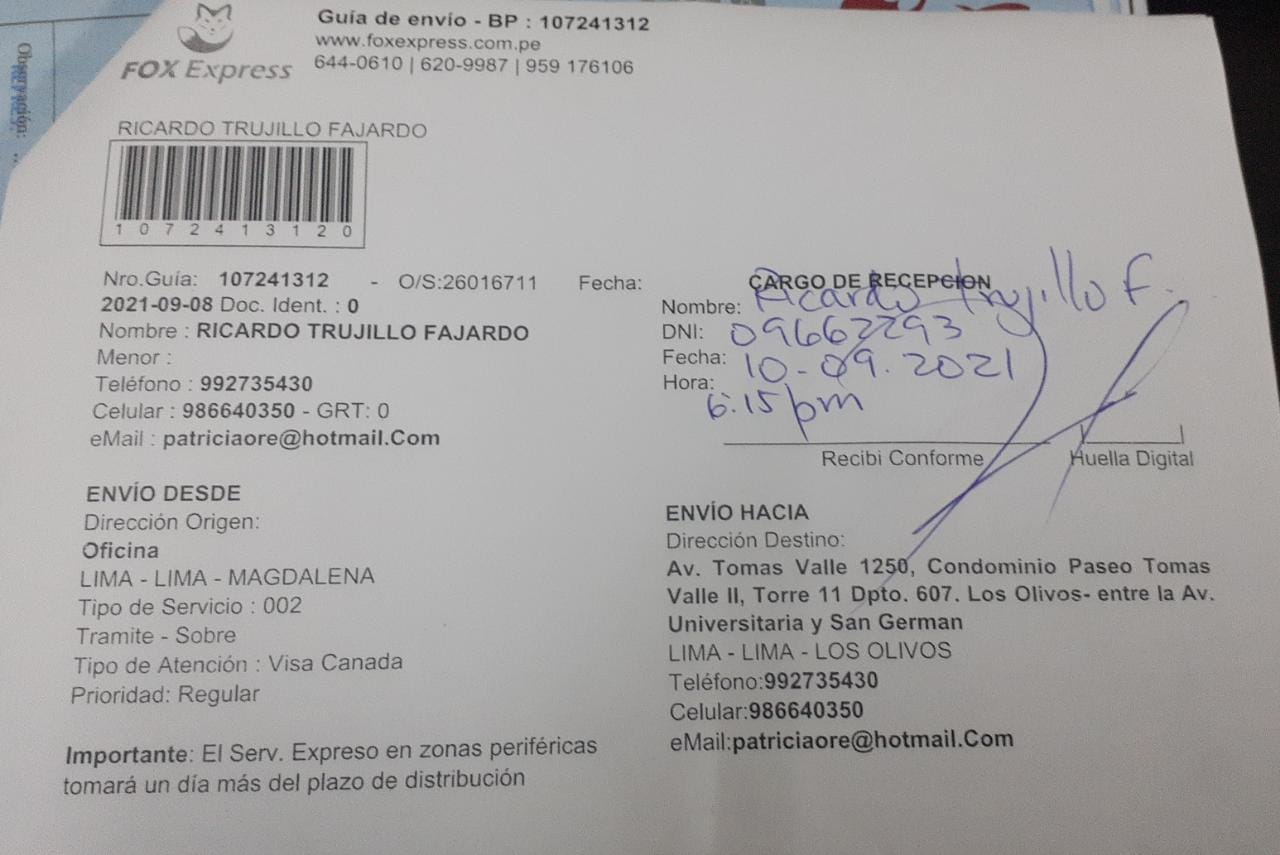 FOX Express
Guía de envío - BP : 107241312
www.foxexpress.com.pe
644-0610 | 620-9987 | 959 176106
Observación:
RICARDO TRUJILLO FAJARDO
1 0 7 2 4 1 3 1 2 0
Nro.Guía: 107241312 - O/S:26016711 Fecha:
2021-09-08 Doc. Ident. : 0
Nombre : RICARDO TRUJILLO FAJARDO
Menor :
Teléfono : 992735430
Celular : 986640350 - GRT: 0
eMail : patriciaore@hotmail.Com
CARGO DE RECEPCION
Nombre: Ricardo Trujillo F.
DNI: 09662293
Fecha: 10-09.2021
Hora:
6:15 pm
Recibi Conforme
Huella Digital
ENVÍO DESDE
Dirección Origen:
Oficina
LIMA - LIMA - MAGDALENA
Tipo de Servicio : 002
Tramite - Sobre
Tipo de Atención : Visa Canada
Prioridad: Regular
ENVÍO HACIA
Dirección Destino:
Av. Tomas Valle 1250, Condominio Paseo Tomas
Valle II, Torre 11 Dpto. 607. Los Olivos- entre la Av.
Universitaria y San German
LIMA - LIMA - LOS OLIVOS
Teléfono:992735430
Celular:986640350
eMail:patriciaore@hotmail.Com
Importante: El Serv. Expreso en zonas periféricas
tomará un día más del plazo de distribución